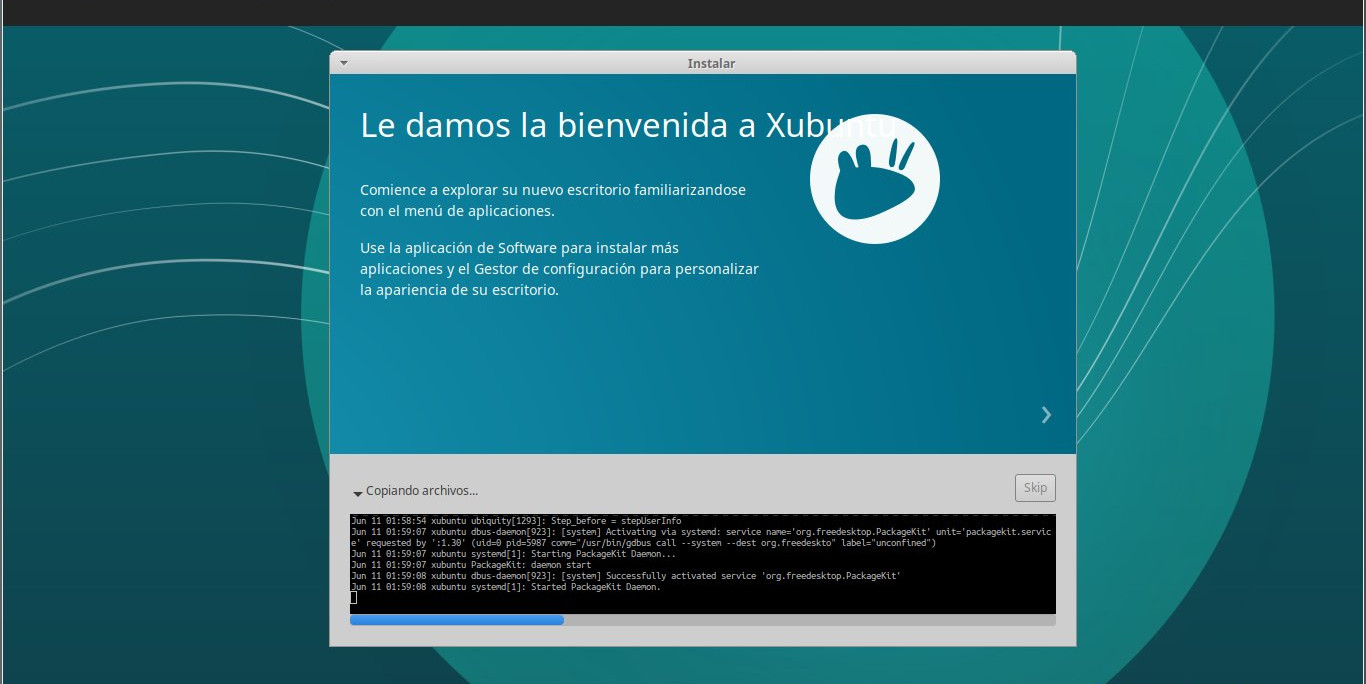 Instalar
Le damos la bienvenida a Xubuntu
Comience a explorar su nuevo escritorio familiarizandose
con el menú de aplicaciones.
Use la aplicación de Software para instalar más
aplicaciones y el Gestor de configuración para personalizar
la apariencia de su escritorio.
Copiando archivos...
Skip
Jun 11 01:58:54 xubuntu ubiquity[1293]: Step_before = stepUserInfo
Jun 11 01:59:07 xubuntu dbus-daemon[923]: [system] Activating via systemd: service name='org.freedesktop.PackageKit' unit='packagekit.servic
e' requested by ':1.30' (uid=0 pid=5987 comm="/usr/bin/gdbus call --system --dest org.freedeskto" label="unconfined")
Jun 11 01:59:07 xubuntu systemd[1]: Starting PackageKit Daemon...
Jun 11 01:59:07 xubuntu PackageKit: daemon start
Jun 11 01:59:08 xubuntu dbus-daemon[923]: [system] Successfully activated service 'org.freedesktop.PackageKit'
Jun 11 01:59:08 xubuntu systemd[1]: Started PackageKit Daemon.